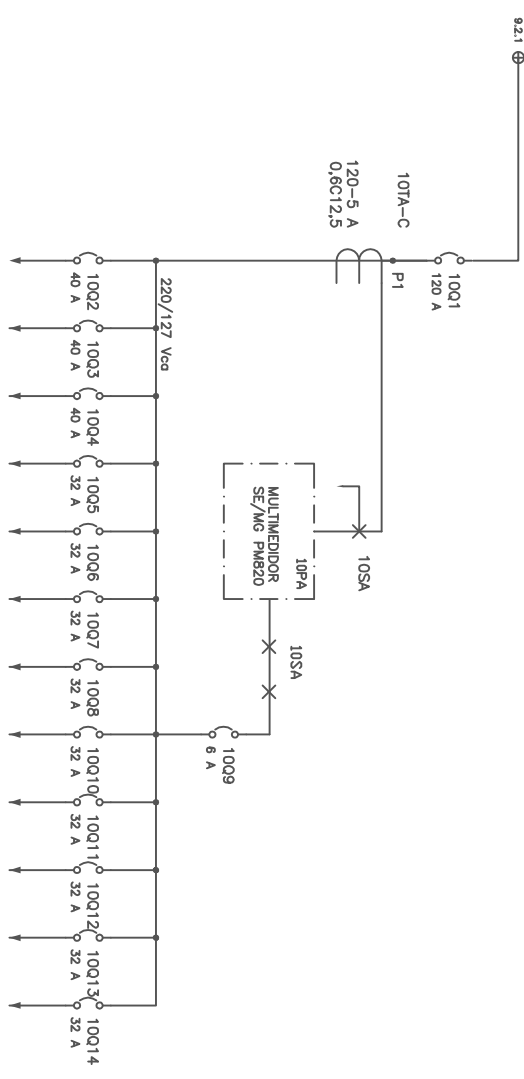 9.2.1
10Q1
120 A
10TA-C
P1
120-5 A
0,6C12,5
10SA
10PA
MULTIMEDIDOR
SE/MG PM820
10SA
10Q9
6 A
220/127 Vca
10Q2
40 A
10Q3
40 A
10Q4
40 A
10Q5
32 A
10Q6
32 A
10Q7
32 A
10Q8
32 A
10Q10
32 A
10Q11
32 A
10Q12
32 A
10Q13
32 A
10Q14
32 A